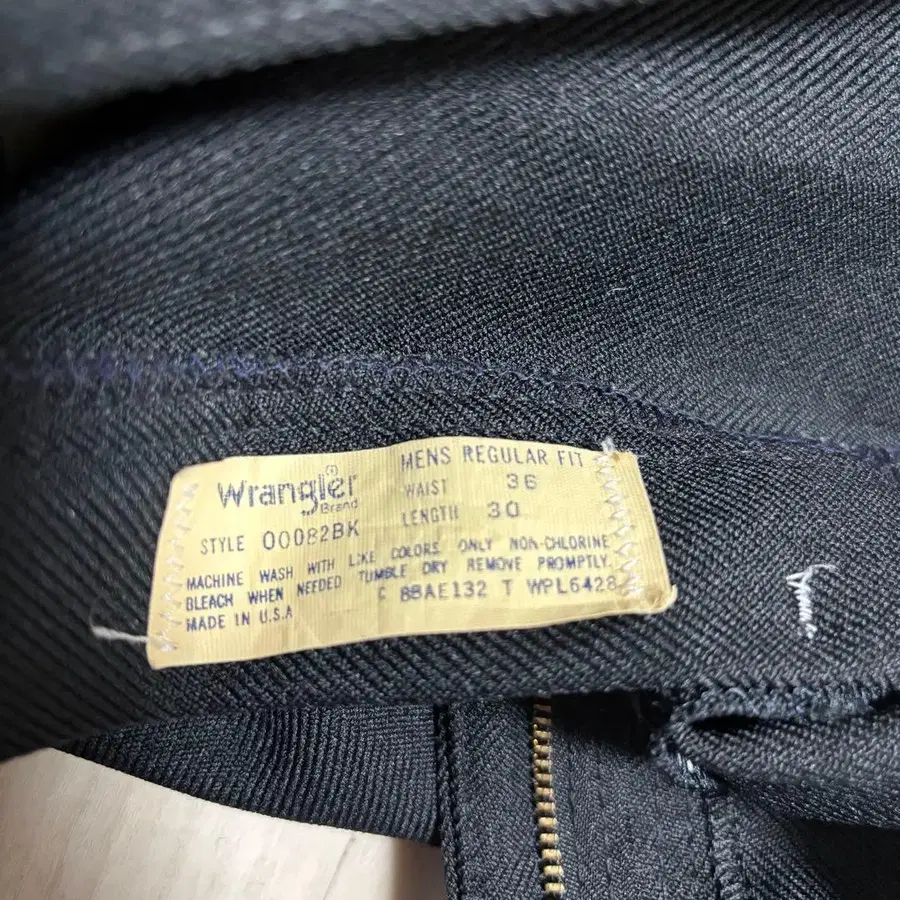 Wrangler
Brand
STYLE 00082BK
MENS REGULAR FIT
WAIST 36
LENGTH 30
MACHINE WASH WITH LIKE COLORS. ONLY NON-CHLORINE
BLEACH WHEN NEEDED TUMBLE DRY REMOVE PROMPTLY.
MADE IN U.S.A C 8BAE132 T WPL6428